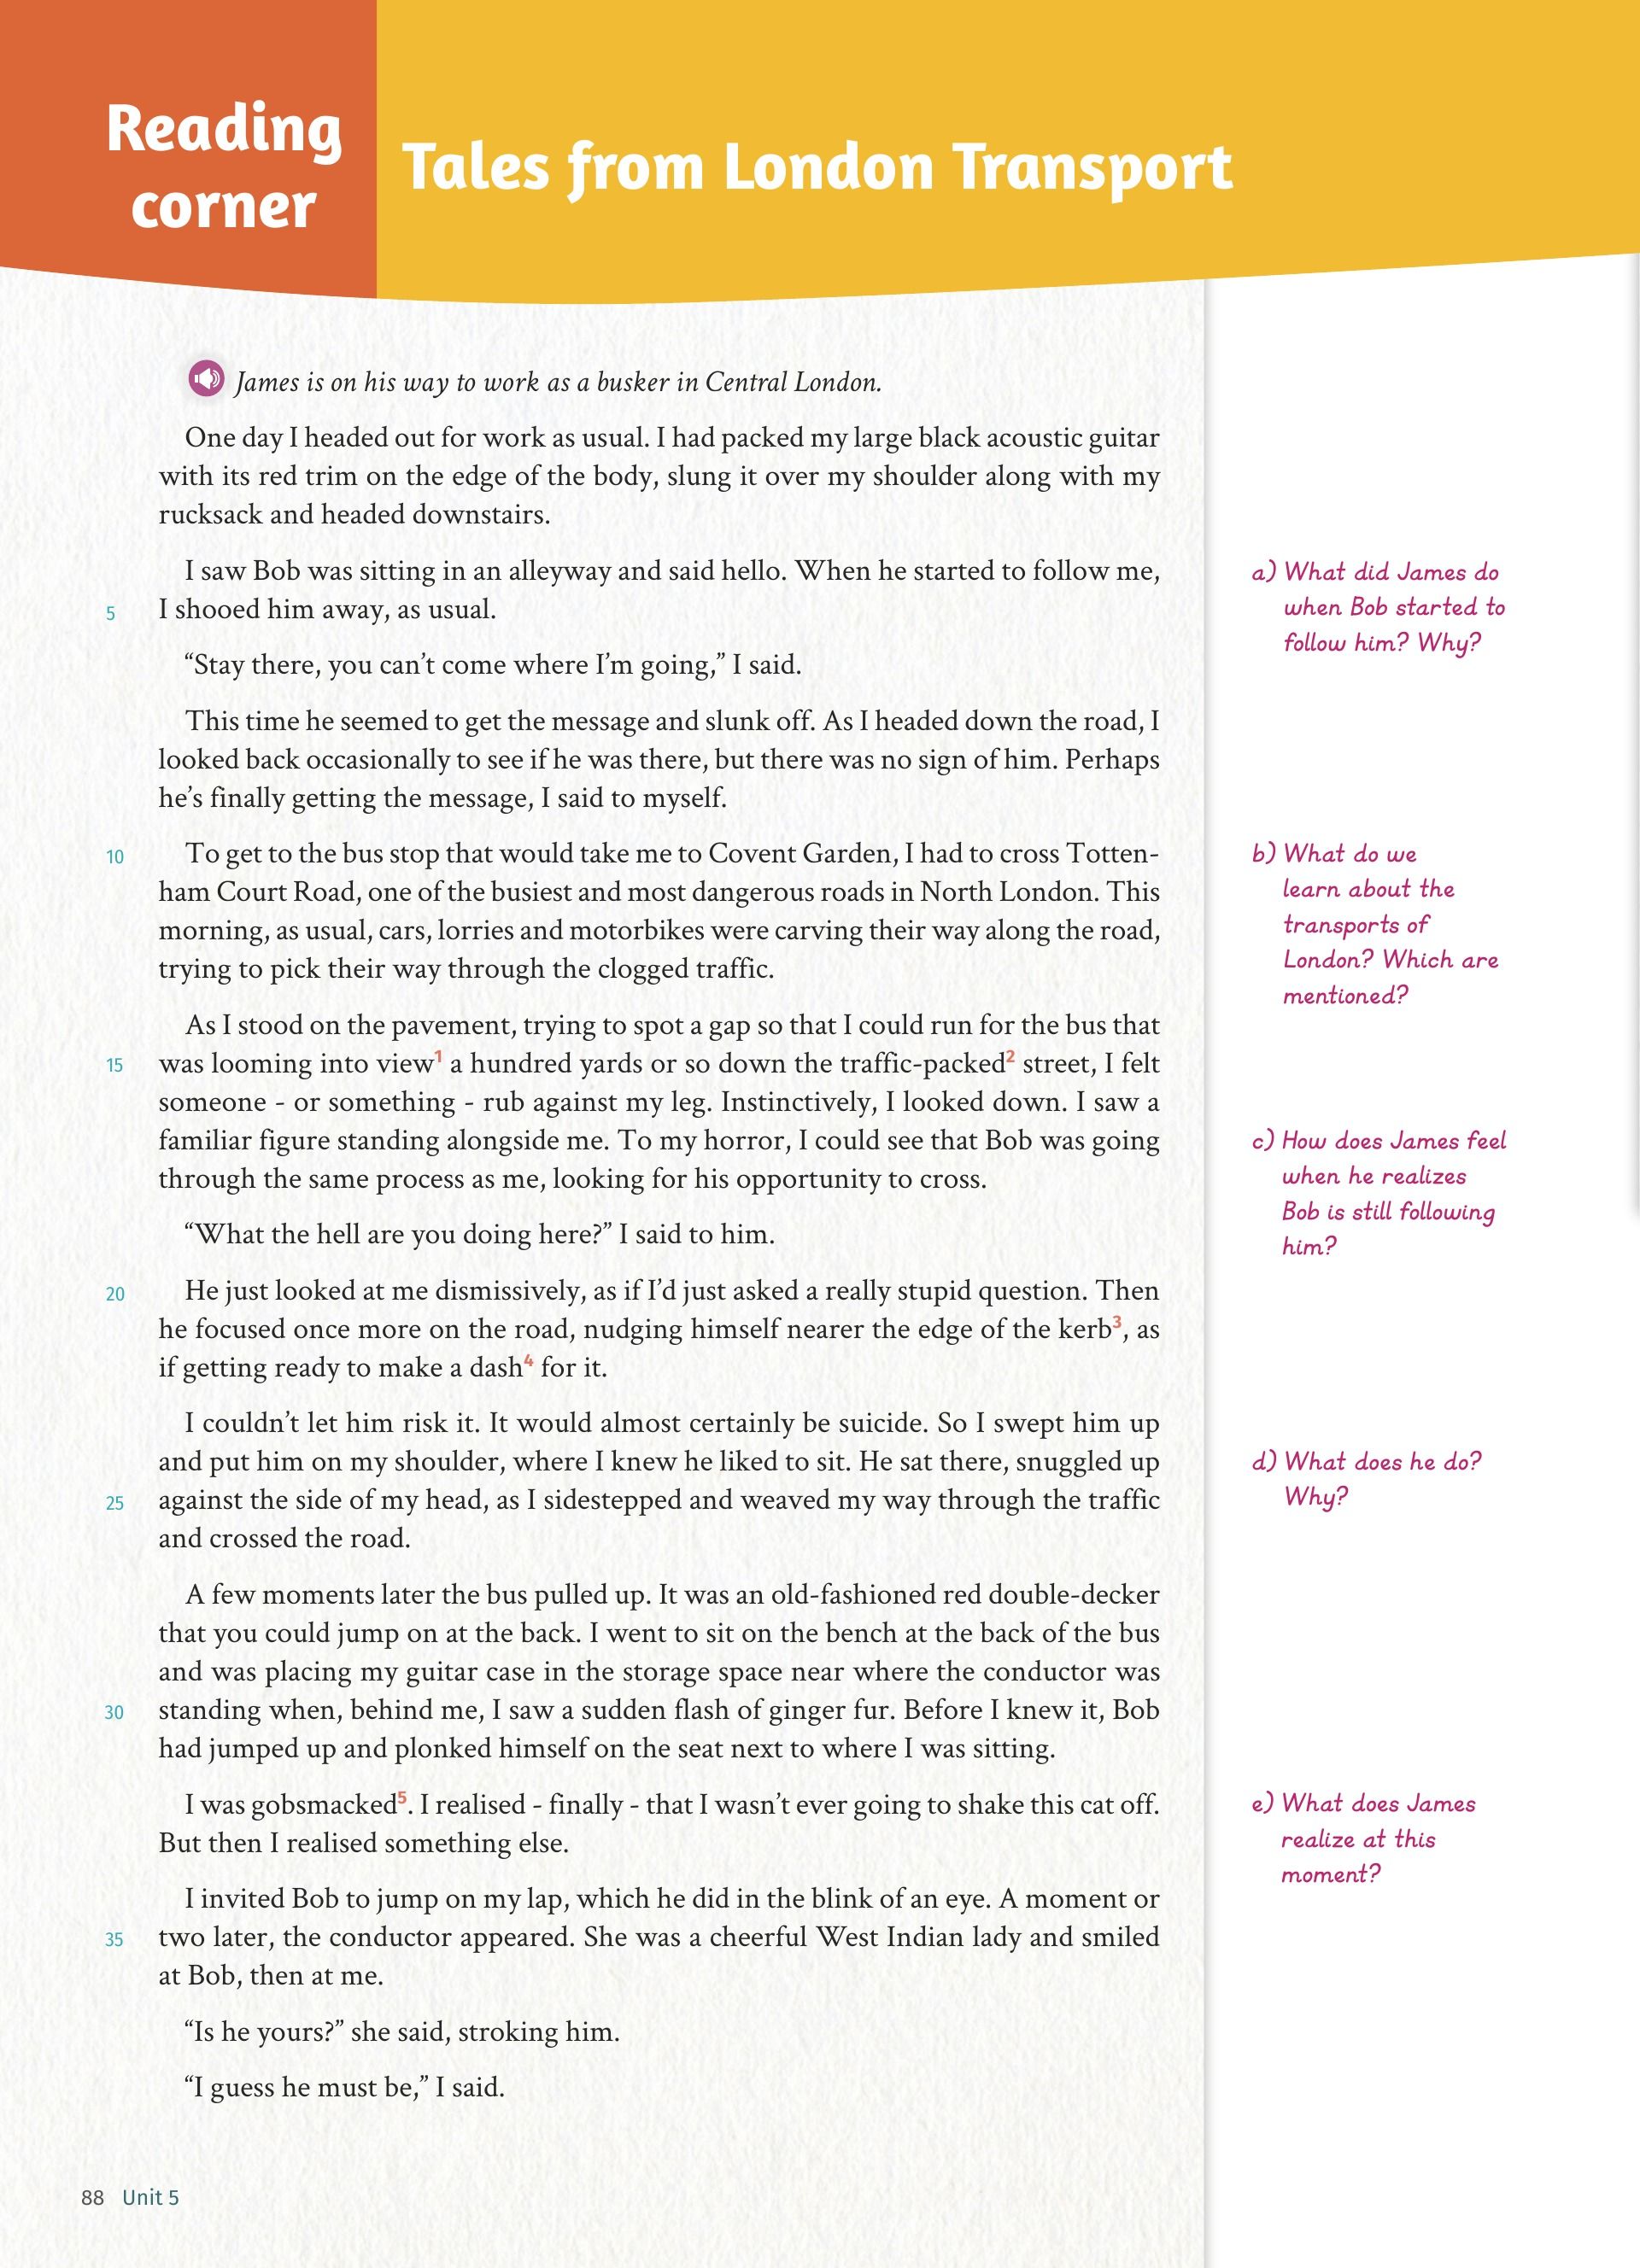 Reading
corner
Tales from London Transport
James is on his way to work as a busker in Central London.
One day I headed out for work as usual. I had packed my large black acoustic guitar
with its red trim on the edge of the body, slung it over my shoulder along with my
rucksack and headed downstairs.
I saw Bob was sitting in an alleyway and said hello. When he started to follow me,
5 I shooed him away, as usual.
“Stay there, you can’t come where I’m going,” I said.
This time he seemed to get the message and slunk off. As I headed down the road, I
looked back occasionally to see if he was there, but there was no sign of him. Perhaps
he’s finally getting the message, I said to myself.
10 To get to the bus stop that would take me to Covent Garden, I had to cross Totten-
ham Court Road, one of the busiest and most dangerous roads in North London. This
morning, as usual, cars, lorries and motorbikes were carving their way along the road,
trying to pick their way through the clogged traffic.
As I stood on the pavement, trying to spot a gap so that I could run for the bus that
15 was looming into view1 a hundred yards or so down the traffic-packed2 street, I felt
someone - or something - rub against my leg. Instinctively, I looked down. I saw a
familiar figure standing alongside me. To my horror, I could see that Bob was going
through the same process as me, looking for his opportunity to cross.
“What the hell are you doing here?” I said to him.
20 He just looked at me dismissively, as if I’d just asked a really stupid question. Then
he focused once more on the road, nudging himself nearer the edge of the kerb3, as
if getting ready to make a dash4 for it.
I couldn’t let him risk it. It would almost certainly be suicide. So I swept him up
and put him on my shoulder, where I knew he liked to sit. He sat there, snuggled up
25 against the side of my head, as I sidestepped and weaved my way through the traffic
and crossed the road.
A few moments later the bus pulled up. It was an old-fashioned red double-decker
that you could jump on at the back. I went to sit on the bench at the back of the bus
and was placing my guitar case in the storage space near where the conductor was
30 standing when, behind me, I saw a sudden flash of ginger fur. Before I knew it, Bob
had jumped up and plonked himself on the seat next to where I was sitting.
I was gobsmacked5. I realised - finally - that I wasn’t ever going to shake this cat off.
But then I realised something else.
I invited Bob to jump on my lap, which he did in the blink of an eye. A moment or
35 two later, the conductor appeared. She was a cheerful West Indian lady and smiled
at Bob, then at me.
“Is he yours?” she said, stroking him.
“I guess he must be,” I said.
a) What did James do
when Bob started to
follow him? Why?
b) What do we
learn about the
transports of
London? Which are
mentioned?
c) How does James feel
when he realizes
Bob is still following
him?
d) What does he do?
Why?
e) What does James
realize at this
moment?
88 Unit 5